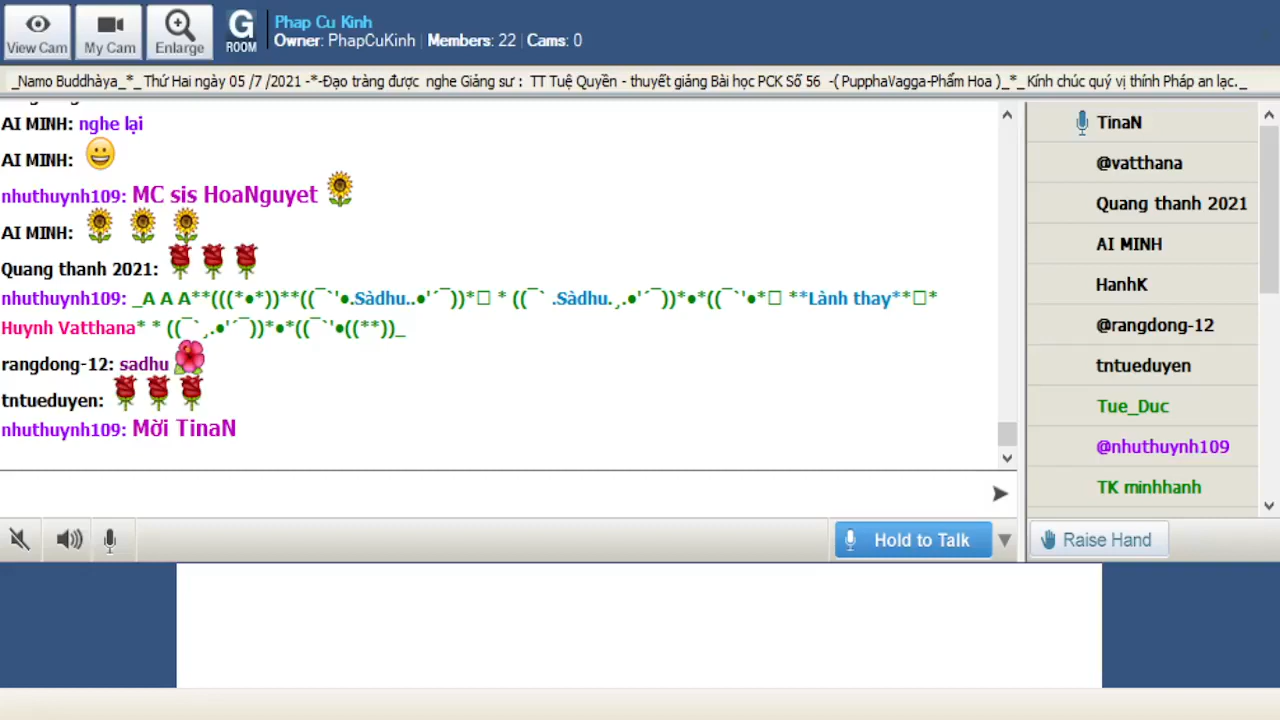 View Cam
My Cam
Enlarge
G
ROOM
Phap Cu Kinh
Owner: PhapCuKinh | Members: 22 | Cams: 0
_Namo Buddhàya_*_ Thứ Hai ngày 05 /7 /2021 -*-Đạo tràng được nghe Giảng sư : TT Tuệ Quyền - thuyết giảng Bài học PCK Số 56 -( PupphaVagga-Phẩm Hoa )_*_ Kính chúc quý vị thính Pháp an lạc._
AI MINH: nghe lại
AI MINH:
nhuthuynh109: MC sis HoaNguyet
AI MINH:
Quang thanh 2021:
nhuthuynh109: _A A A**(((*•*))**((¯`'•.Sàdhu..•'´¯))*□ * ((¯` .Sàdhu.¸.•'´¯))*•*((¯`'•*□ **Lành thay**□*
Huynh Vatthana* * ((¯`¸.•'´¯))*•*((¯`'•((**))_
rangdong-12: sadhu
tntueduyen:
nhuthuynh109: Mời TinaN
TinaN
@vatthana
Quang thanh 2021
AI MINH
HanhK
@rangdong-12
tntueduyen
Tue_Duc
@nhuthuynh109
TK minhhanh
Hold to Talk
Raise Hand